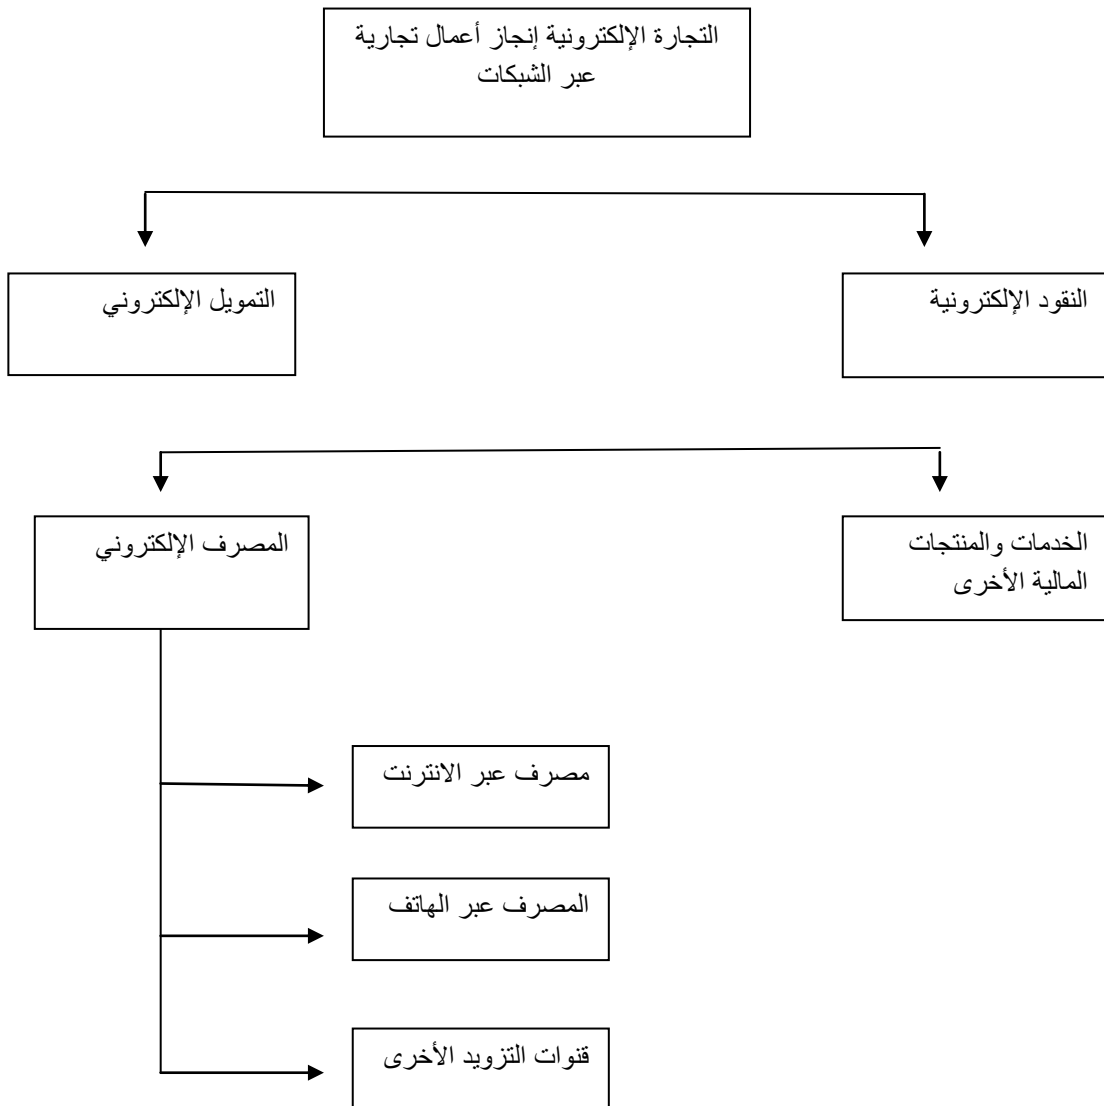 التجارة الإلكترونية إنجاز أعمال تجارية
عبر الشبكات
النقود الإلكترونية
التمويل الإلكتروني
الخدمات والمنتجات
المالية الأخرى
المصرف الإلكتروني
مصرف عبر الانترنت
المصرف عبر الهاتف
قنوات التزويد الأخرى